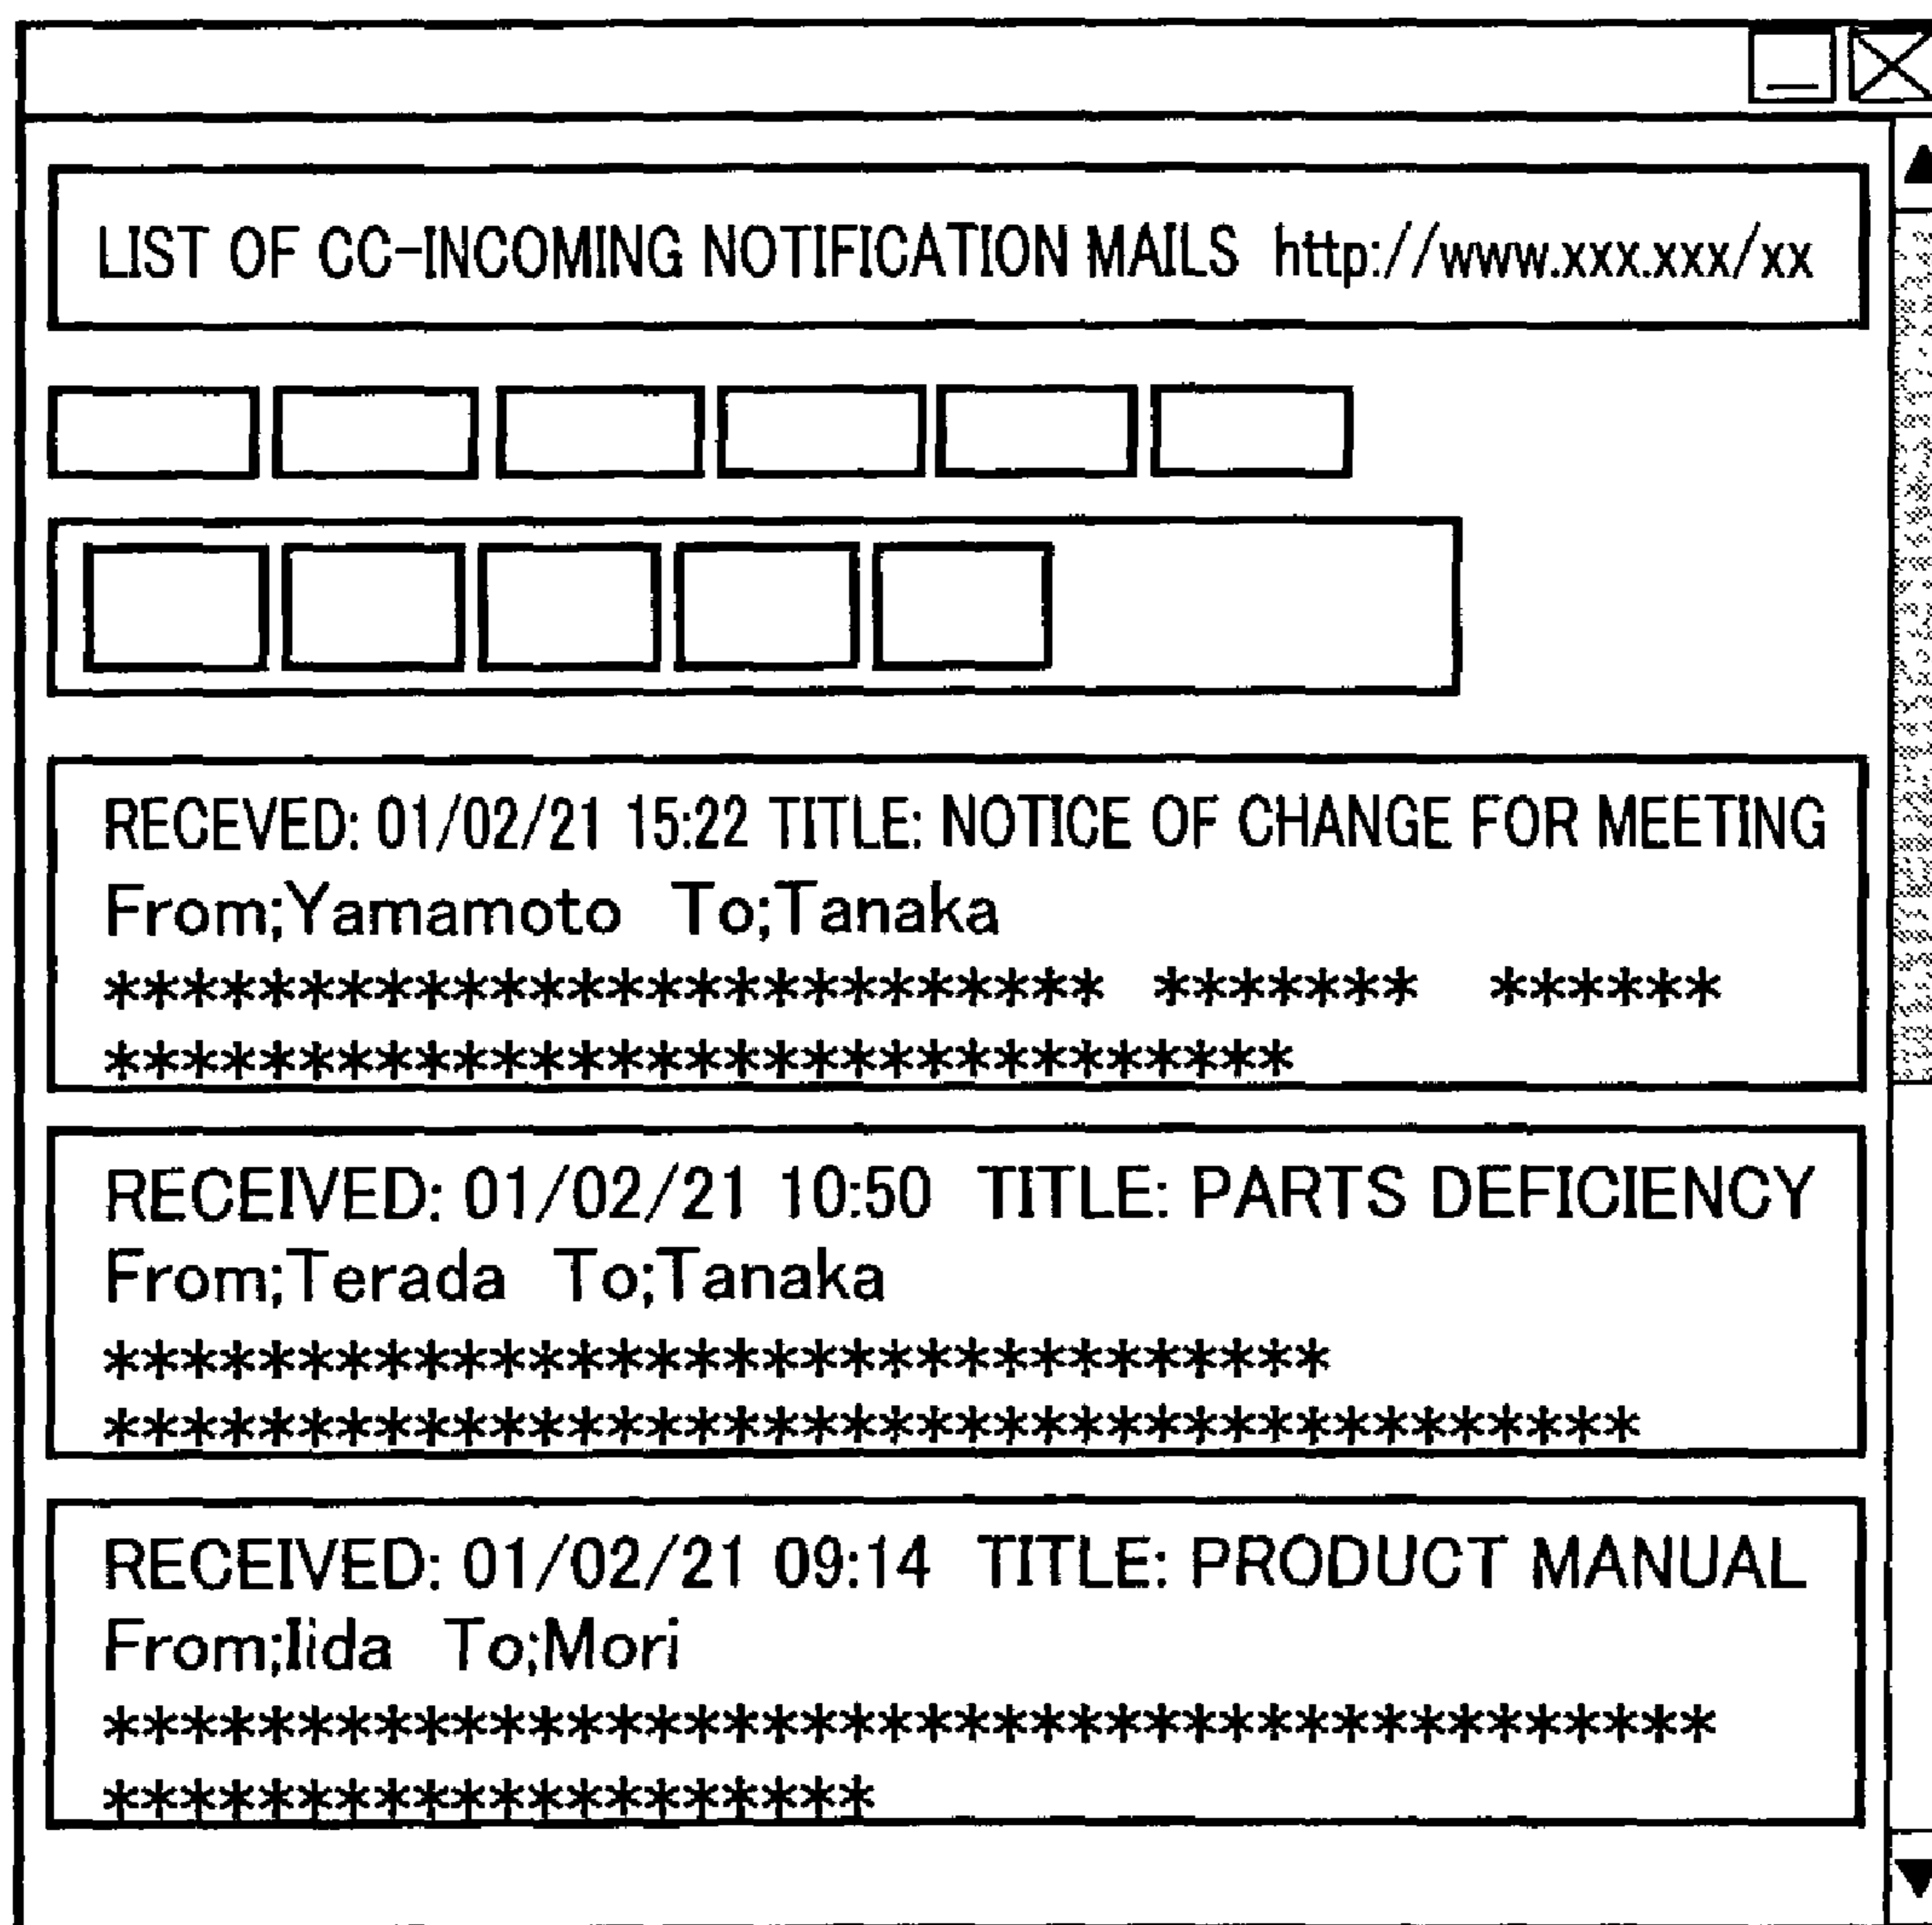 LIST OF CC-INCOMING NOTIFICATION MAILS http://www.xxx.xxx/xx
RECEVED: 01/02/21 15:22 TITLE: NOTICE OF CHANGE FOR MEETING
From;Yamamoto To;Tanaka
************************** ******* ******
*******************************
RECEIVED: 01/02/21 10:50 TITLE: PARTS DEFICIENCY
From;Terada To;Tanaka
********************************
****************************************
RECEIVED: 01/02/21 09:14 TITLE: PRODUCT MANUAL
From;Iida To;Mori
******************************************
********************